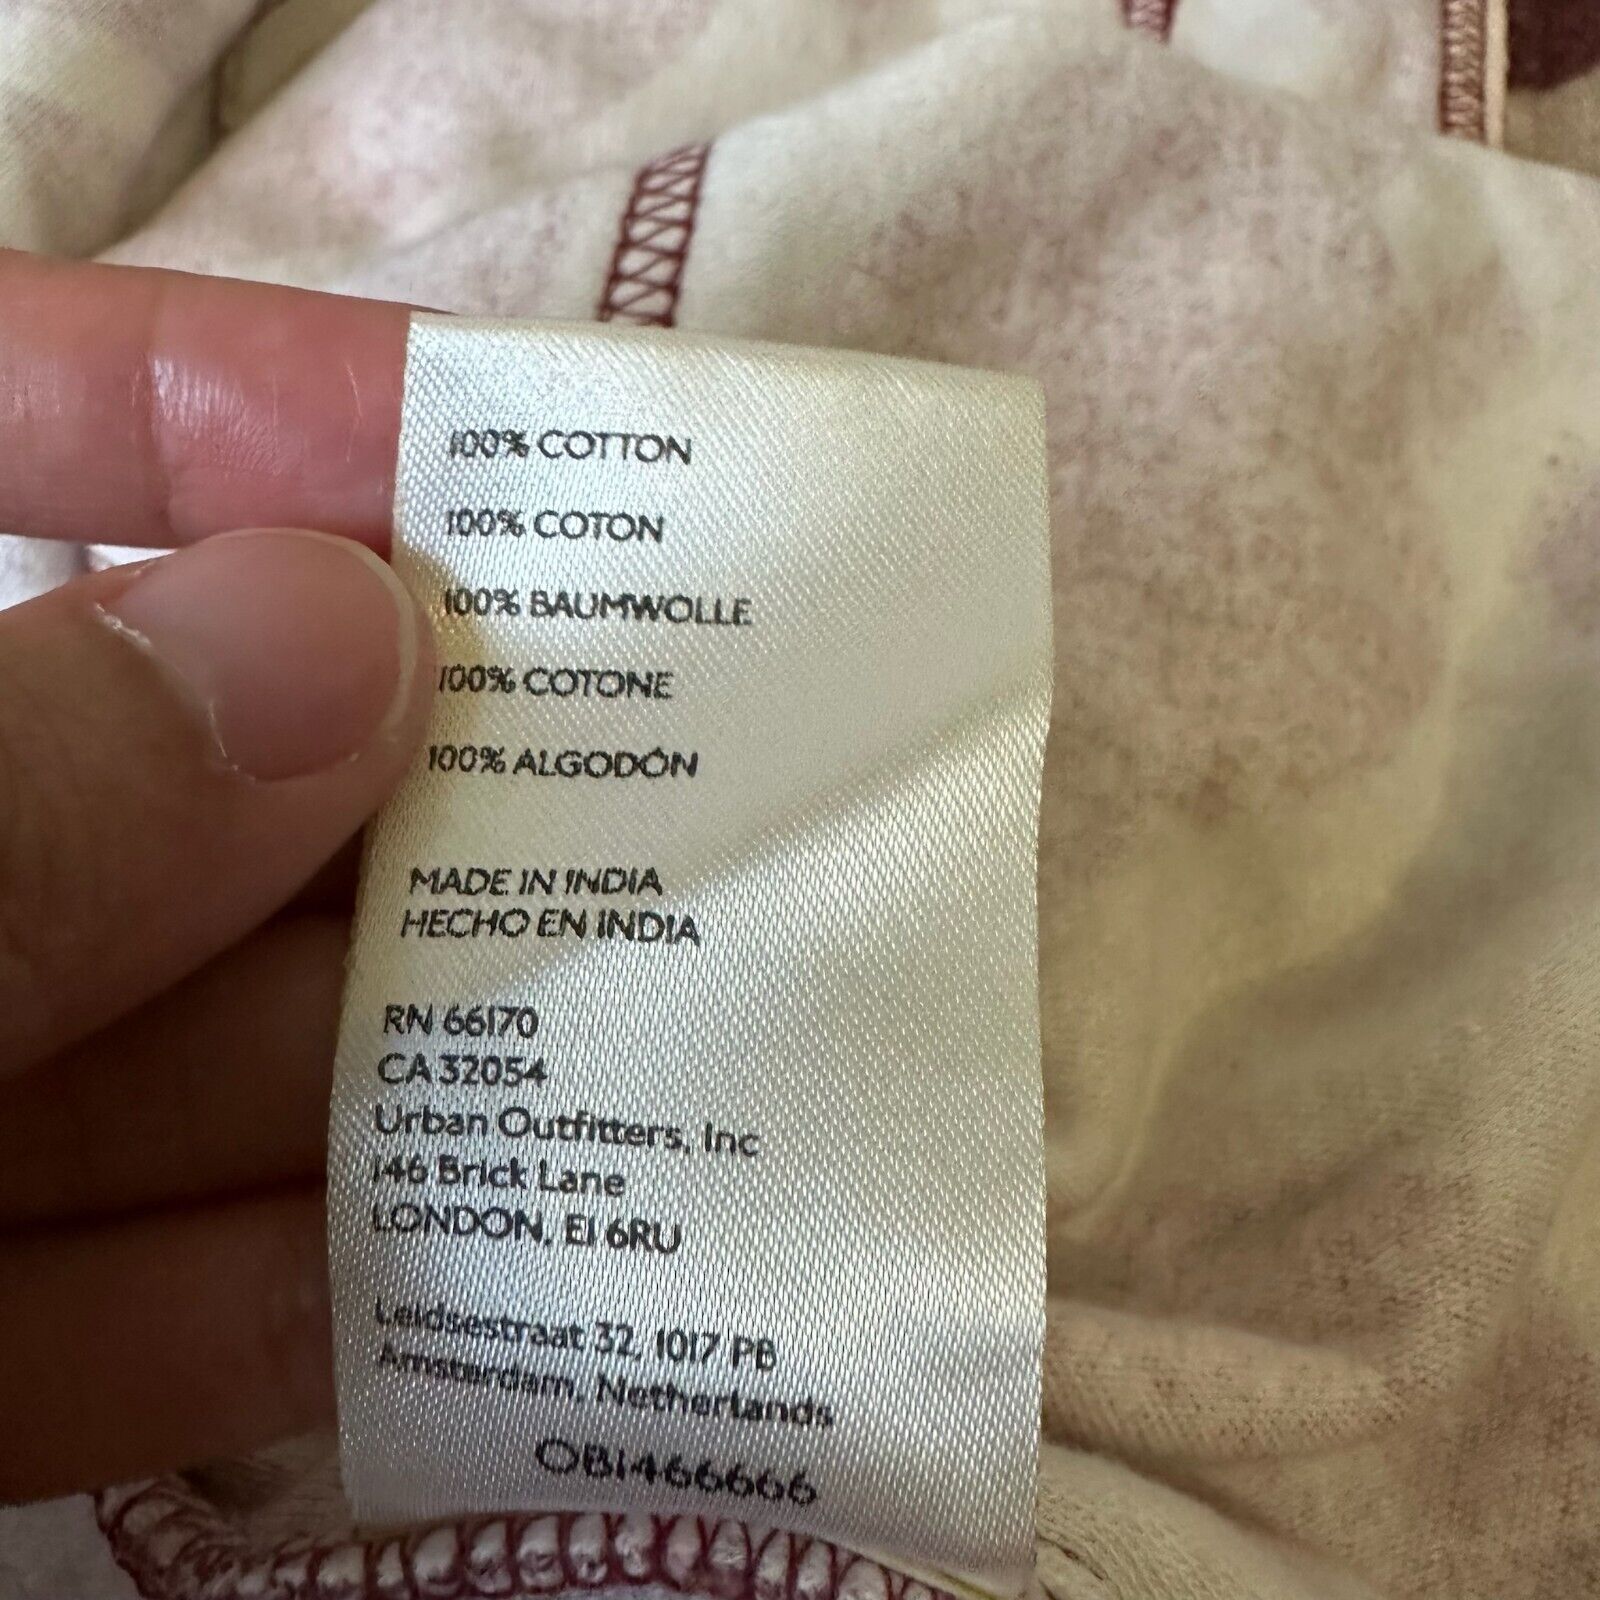 100% COTTON
100% COTON
100% BAUMWOLLE
100% COTONE
100% ALGODÓN
MADE IN INDIA
HECHO EN INDIA
RN 66170
CA 32054
Urban Outfitters, Inc
146 Brick Lane
LONDON, E1 6RU
Leidsestraat 32, 1017 PB
Amsterdam, Netherlands
OB1466666